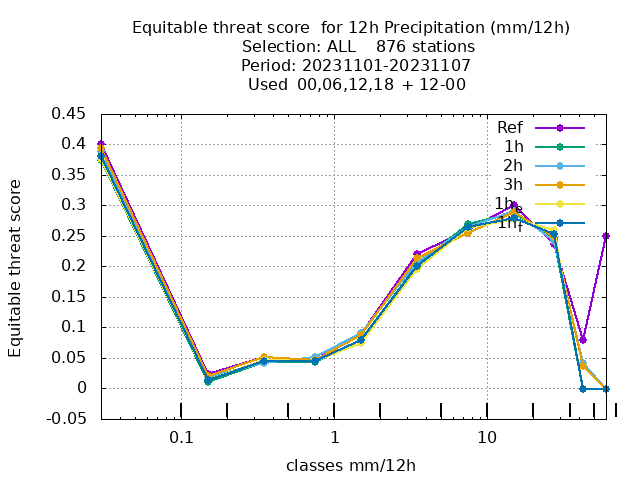 Equitable threat score  for 12h Precipitation (mm/12h)
Selection: ALL    876 stations
Period: 20231101-20231107
Used  00,06,12,18  + 12-00
Equitable threat score
0.45
0.4
0.35
0.3
0.25
0.2
0.15
0.1
0.05
0
-0.05
Ref
1h
2h
3h
1he
1hf
0.1
1
10
classes mm/12h